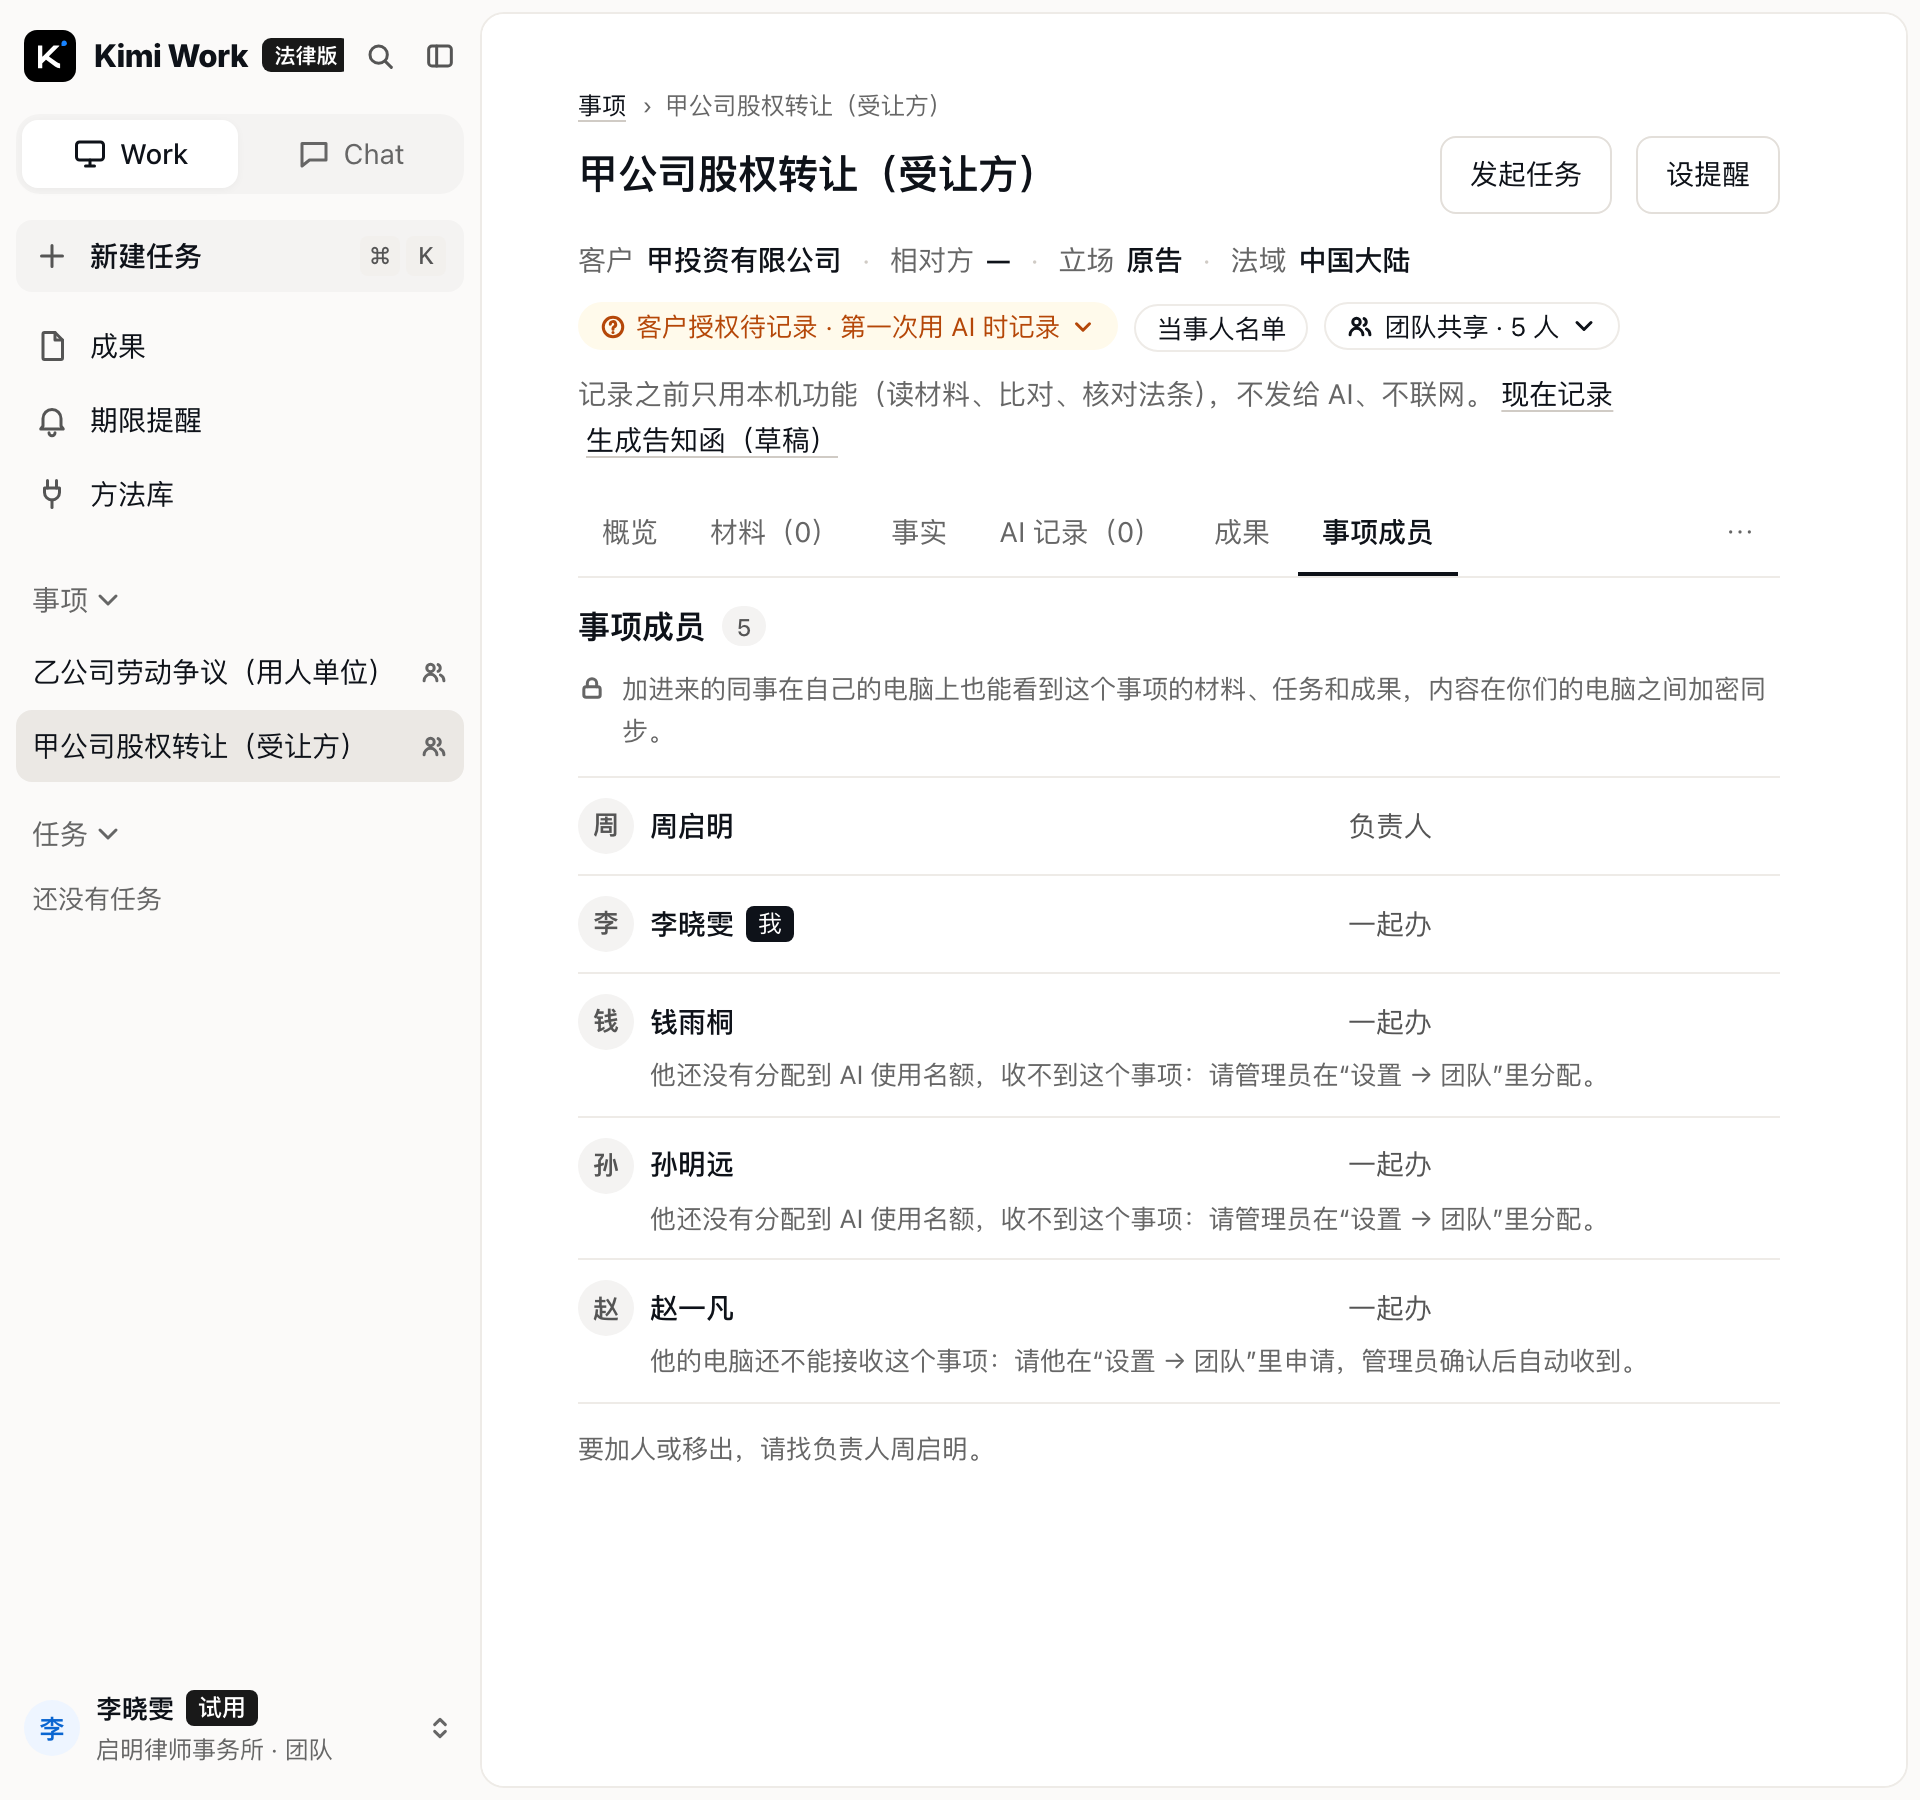 Kimi Work 法律版
Work
Chat
新建任务 ⌘ K
成果
期限提醒
方法库
事项
乙公司劳动争议（用人单位）
甲公司股权转让（受让方）
任务
还没有任务
李
李晓雯 试用
启明律师事务所 · 团队
事项 › 甲公司股权转让（受让方）
甲公司股权转让（受让方）
发起任务
设提醒
客户 甲投资有限公司 · 相对方 — · 立场 原告 · 法域 中国大陆
客户授权待记录 · 第一次用 AI 时记录
当事人名单
团队共享 · 5 人
记录之前只用本机功能（读材料、比对、核对法条），不发给 AI、不联网。 现在记录
生成告知函（草稿）
概览
材料（0）
事实
AI 记录（0）
成果
事项成员
···
事项成员 5
加进来的同事在自己的电脑上也能看到这个事项的材料、任务和成果，内容在你们的电脑之间加密同
步。
周 周启明 负责人
李 李晓雯 我 一起办
钱 钱雨桐 一起办
他还没有分配到 AI 使用名额，收不到这个事项：请管理员在“设置 → 团队”里分配。
孙 孙明远 一起办
他还没有分配到 AI 使用名额，收不到这个事项：请管理员在“设置 → 团队”里分配。
赵 赵一凡 一起办
他的电脑还不能接收这个事项：请他在“设置 → 团队”里申请，管理员确认后自动收到。
要加人或移出，请找负责人周启明。